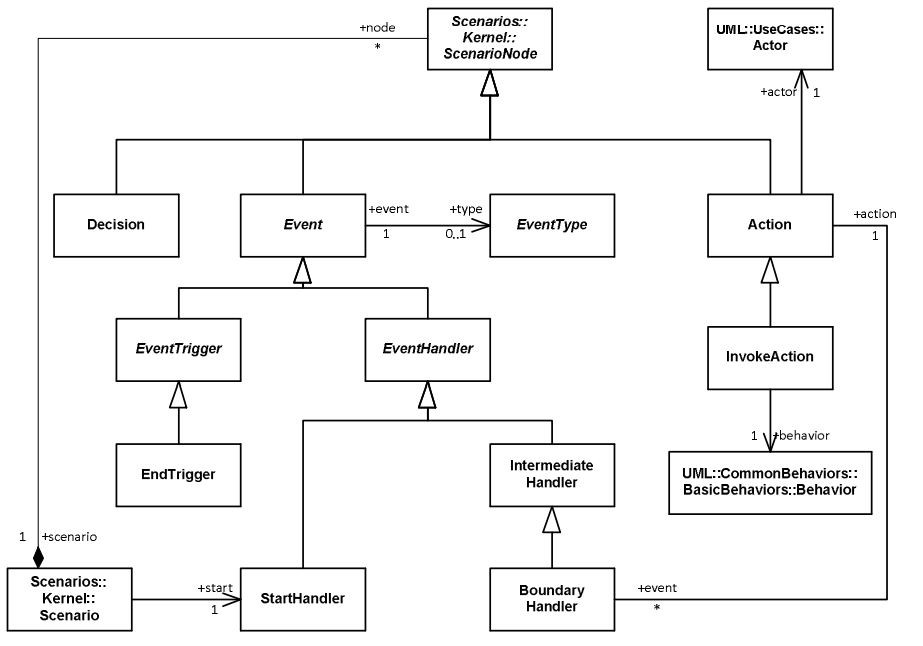 Scenarios::
Kernel::
ScenarioNode
UML::UseCases::
Actor
+node
*
+actor
1
Decision
Event
+event
1
+type
0..1
EventType
Action
+action
1
EventTrigger
EventHandler
InvokeAction
EndTrigger
Intermediate
Handler
1
+behavior
UML::CommonBehaviors::
BasicBehaviors::Behavior
1
+scenario
Scenarios::
Kernel::
Scenario
+start
1
StartHandler
Boundary
Handler
+event
*